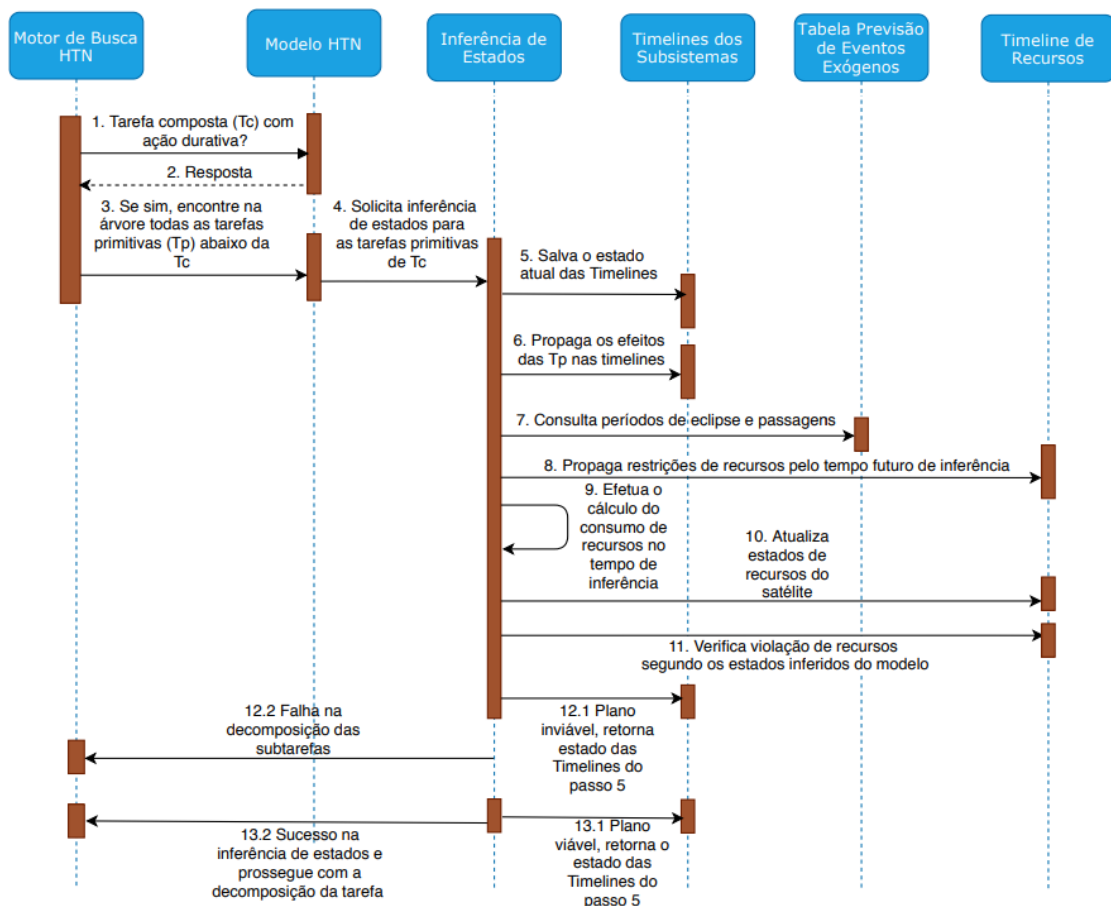 Motor de Busca
HTN
Modelo HTN
Inferência de
Estados
Timelines dos
Subsistemas
Tabela Previsão
de Eventos
Exógenos
Timeline de
Recursos
1. Tarefa composta (Tc) com
ação durativa?
2. Resposta
3. Se sim, encontre na
árvore todas as tarefas
primitivas (Tp) abaixo da
Tc
4. Solicita inferência
de estados para
as tarefas primitivas
de Tc
5. Salva o estado
atual das Timelines
6. Propaga os efeitos
das Tp nas timelines
7. Consulta períodos de eclipse e passagens
8. Propaga restrições de recursos pelo tempo futuro de inferência
9. Efetua o
cálculo do
consumo de
recursos no
tempo de
inferência
10. Atualiza
estados de
recursos do
satélite
11. Verifica violação de recursos
segundo os estados inferidos do modelo
12.2 Falha na
decomposição das
subtarefas
12.1 Plano
inviável, retorna
estado das
Timelines do
passo 5
13.2 Sucesso na
inferência de estados e
prossegue com a
decomposição da tarefa
13.1 Plano
viável, retorna o
estado das
Timelines do
passo 5